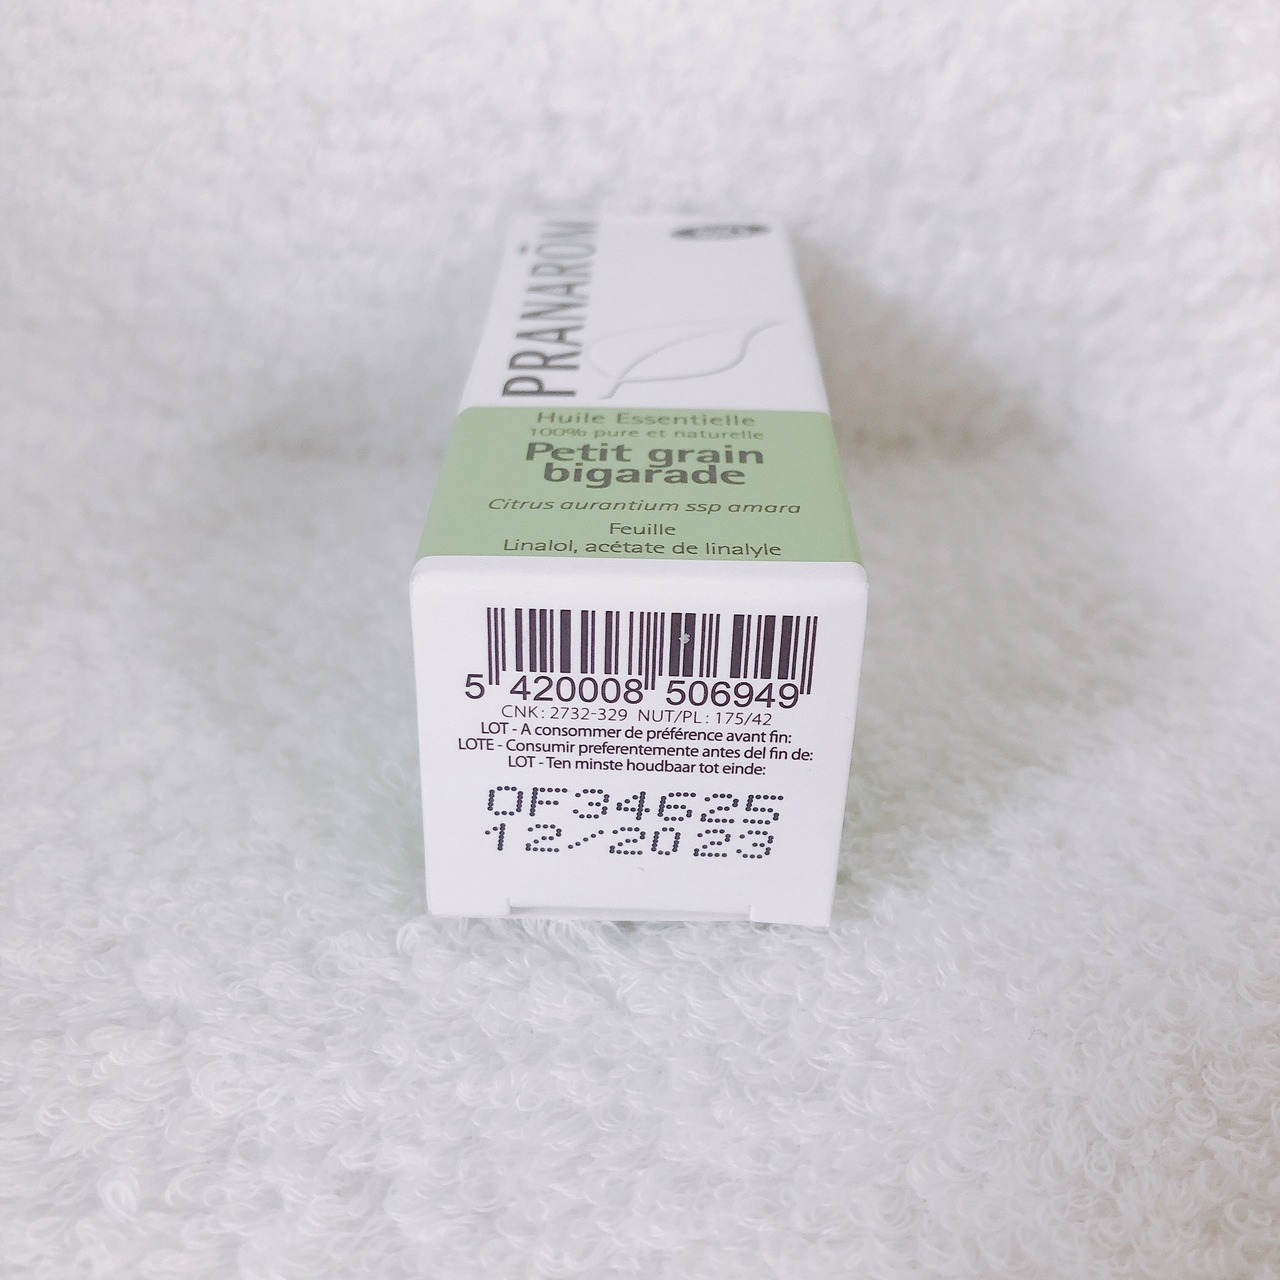 PRANARÔM
Huile Essentielle
100% pure et naturelle
Petit grain
bigarade
Citrus aurantium ssp amara
Feuille
Linalol, acétate de linalyle
5 420008 506949
CNK: 2732-329 NUT/PL: 175/42
LOT - A consommer de préférence avant fin:
LOTE - Consumir preferentemente antes del fin de:
LOT - Ten minste houdbaar tot einde:
OF34625
12/2023